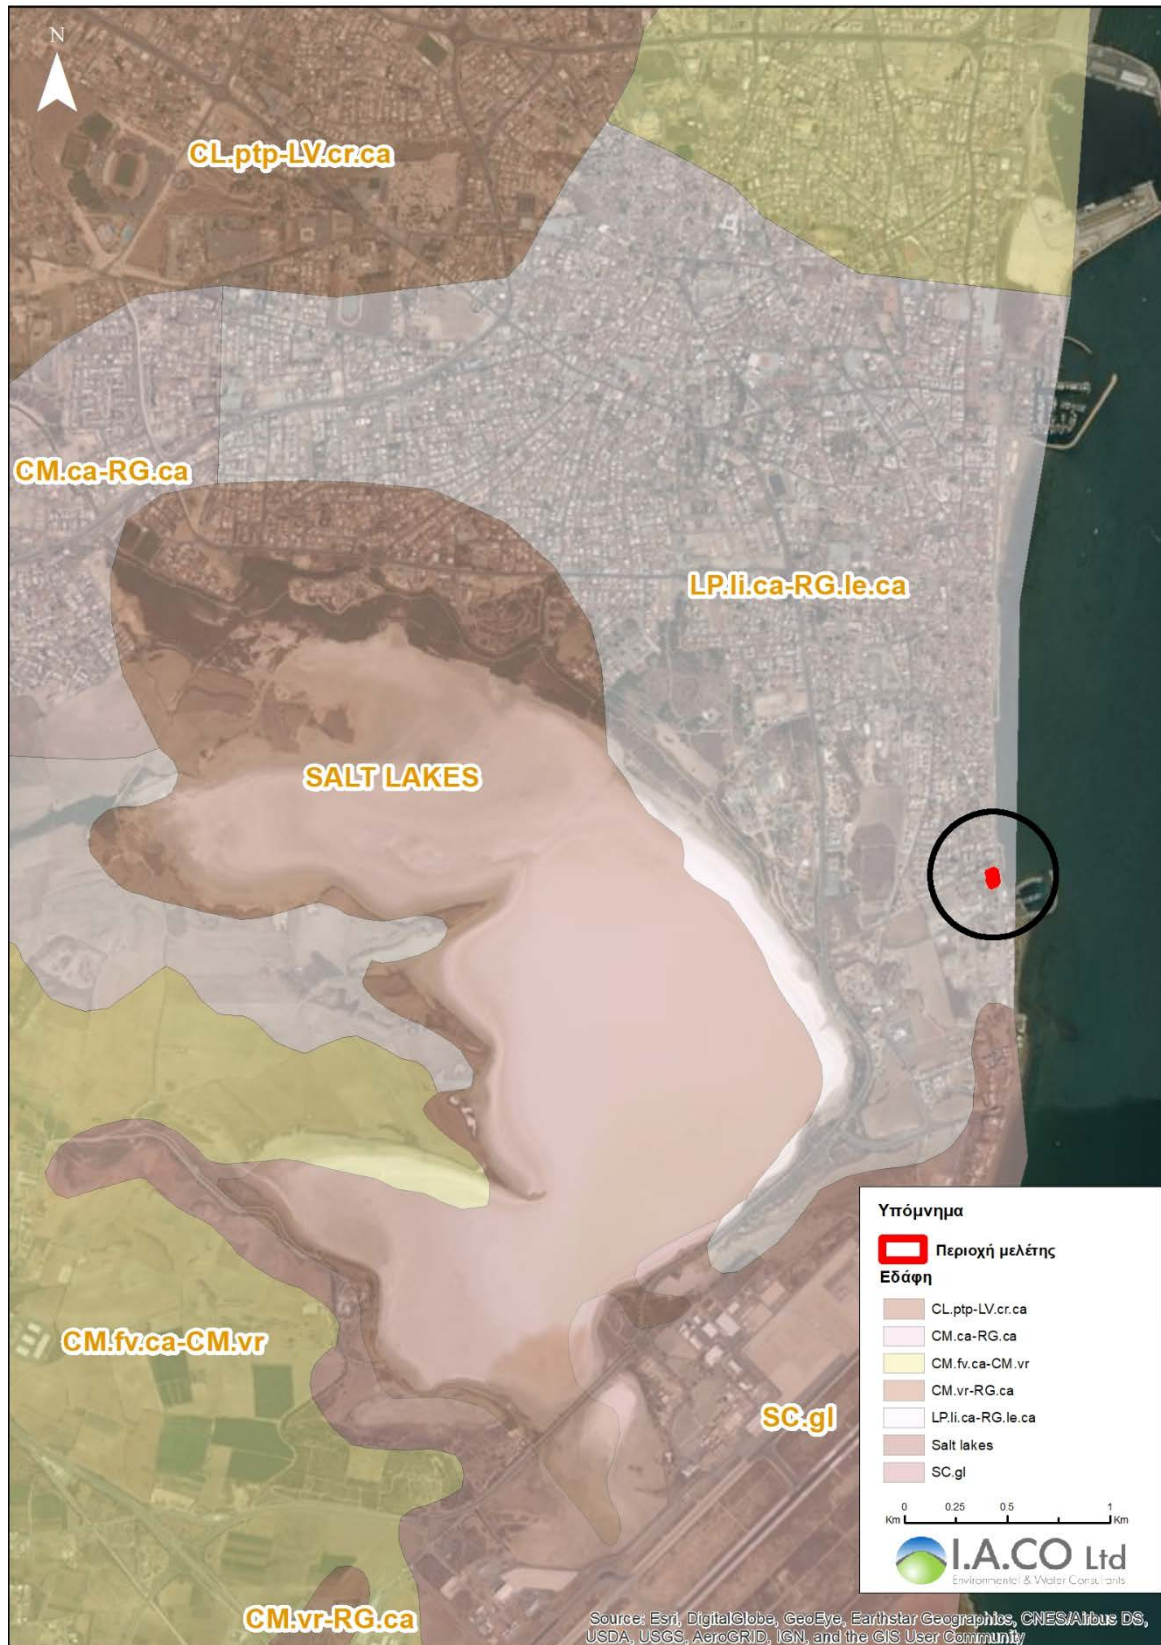 N
CL.ptp-LV.cr.ca
CM.ca-RG.ca
LP.li.ca-RG.le.ca
SALT LAKES
CM.fv.ca-CM.vr
SC.gl
CM.vr-RG.ca
Υπόμνημα
Περιοχή μελέτης
Εδάφη
CL.ptp-LV.cr.ca
CM.ca-RG.ca
CM.fv.ca-CM.vr
CM.vr-RG.ca
LP.li.ca-RG.le.ca
Salt lakes
SC.gl
0 0.25 0.5 1
Km Km
I.A.CO Ltd
Environmental & Water Consultants
Source: Esri, DigitalGlobe, GeoEye, Earthstar Geographics, CNES/Airbus DS,
USDA, USGS, AeroGRID, IGN, and the GIS User Community